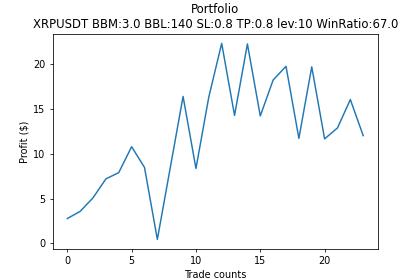 Portfolio
XRPUSDT BBM:3.0 BBL:140 SL:0.8 TP:0.8 lev:10 WinRatio:67.0
Profit ($)
20
15
10
5
0
0 5 10 15 20
Trade counts